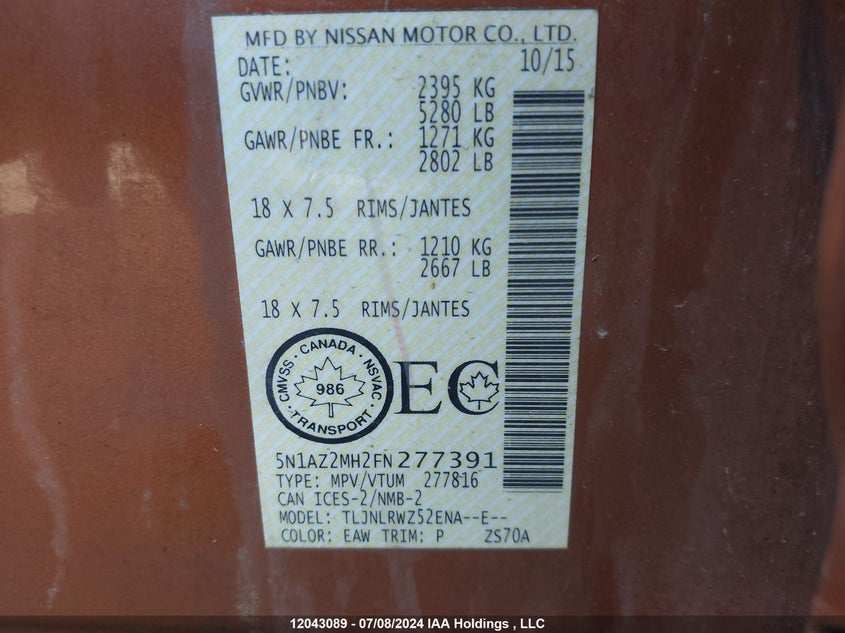 MFD BY NISSAN MOTOR CO., LTD.
DATE: 10/15
GVWR/PNBV: 2395 KG
5280 LB
GAWR/PNBE FR.: 1271 KG
2802 LB
18 X 7.5 RIMS/JANTES
GAWR/PNBE RR.: 1210 KG
2667 LB
18 X 7.5 RIMS/JANTES
CMVSS · CANADA · NSVAC · TRANSPORT ·
986
EC
5N1AZ2MH2FN277391
TYPE: MPV/VTUM 277816
CAN ICES-2/NMB-2
MODEL: TLJNLRWZ52ENA--E--
COLOR: EAW TRIM: P ZS70A
12043089 - 07/08/2024 IAA Holdings , LLC